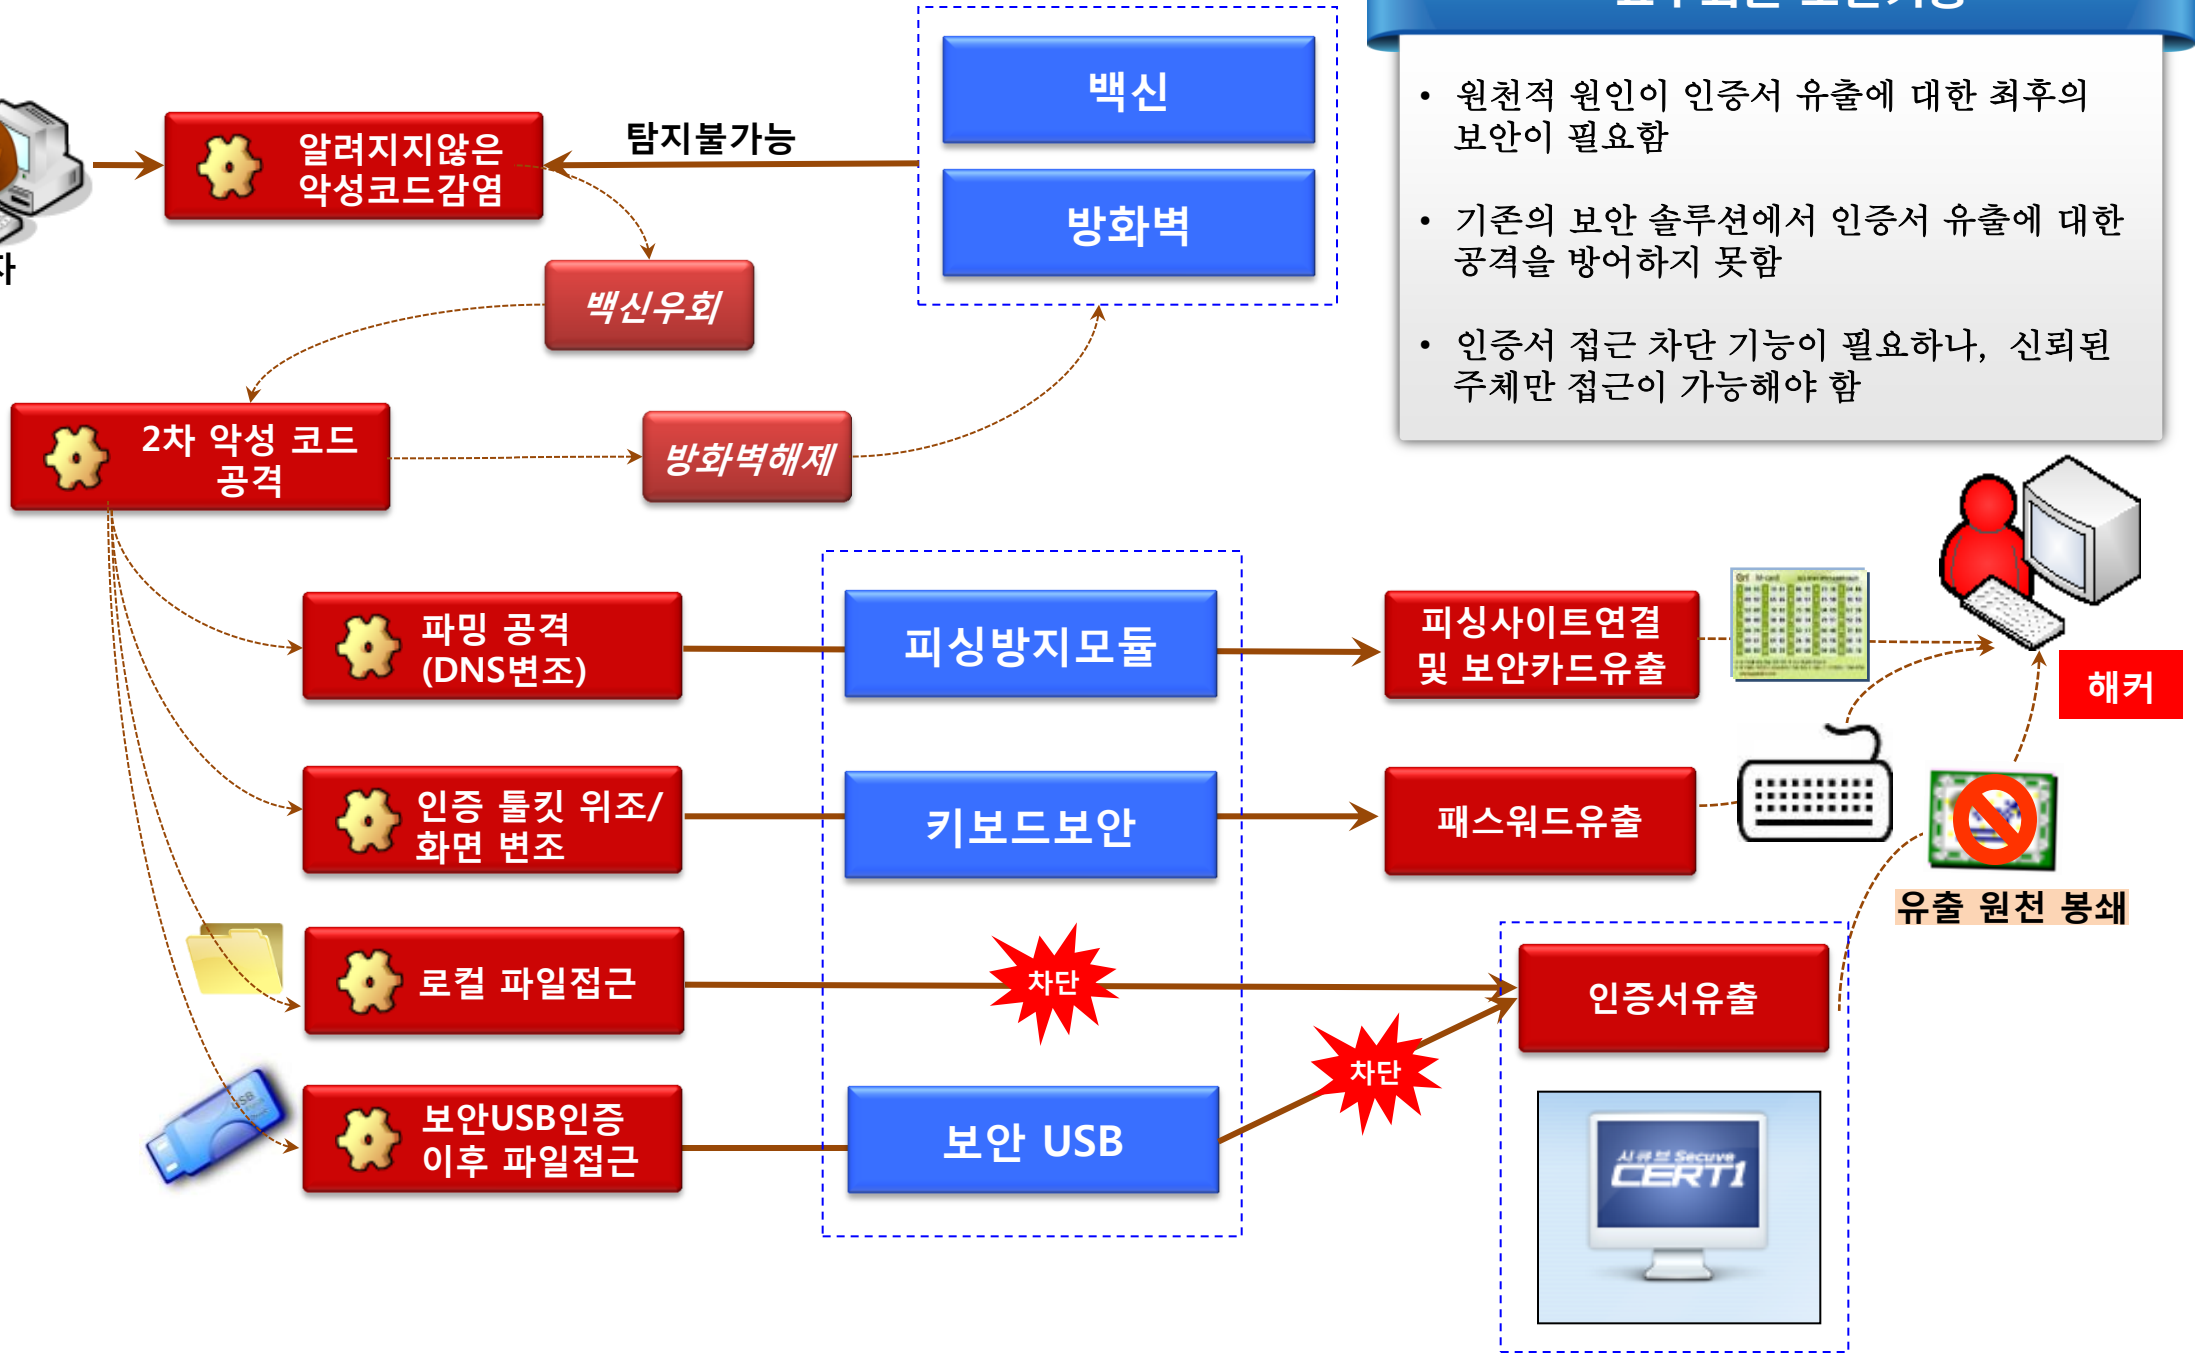 백신
방화벽
탐지불가능
알려지지않은
악성코드감염
백신우회
2차 악성 코드
공격
방화벽해제
• 원천적 원인이 인증서 유출에 대한 최후의
보안이 필요함
• 기존의 보안 솔루션에서 인증서 유출에 대한
공격을 방어하지 못함
• 인증서 접근 차단 기능이 필요하나, 신뢰된
주체만 접근이 가능해야 함
파밍 공격
(DNS변조)
피싱방지모듈
피싱사이트연결
및 보안카드유출
해커
인증 툴킷 위조/
화면 변조
키보드보안
패스워드유출
유출 원천 봉쇄
로컬 파일접근
차단
인증서유출
차단
USB
보안USB인증
이후 파일접근
보안 USB
시큐브 Secuve
CERT1